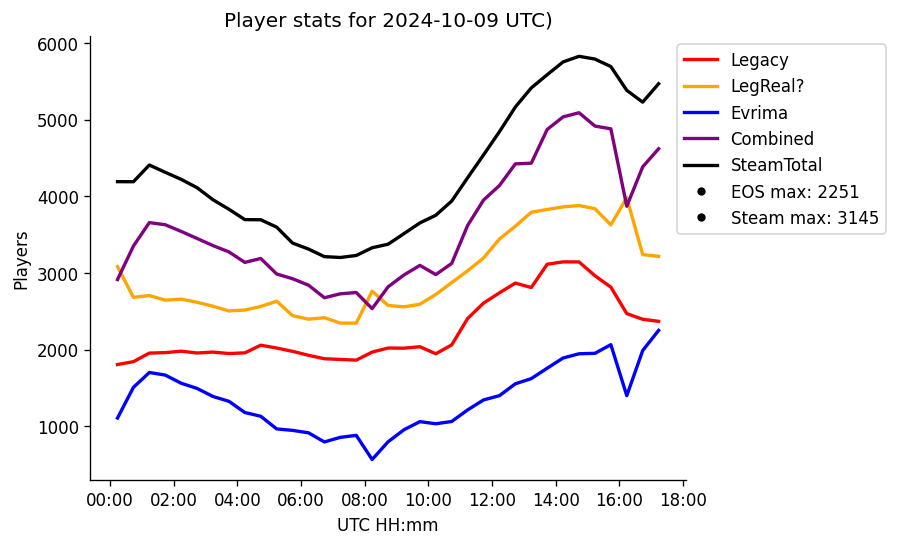 Player stats for 2024-10-09 UTC)
6000
5000
4000
3000
2000
1000
Players
00:00 02:00 04:00 06:00 08:00 10:00 12:00 14:00 16:00 18:00
UTC HH:mm
Legacy
LegReal?
Evrima
Combined
SteamTotal
EOS max: 2251
Steam max: 3145